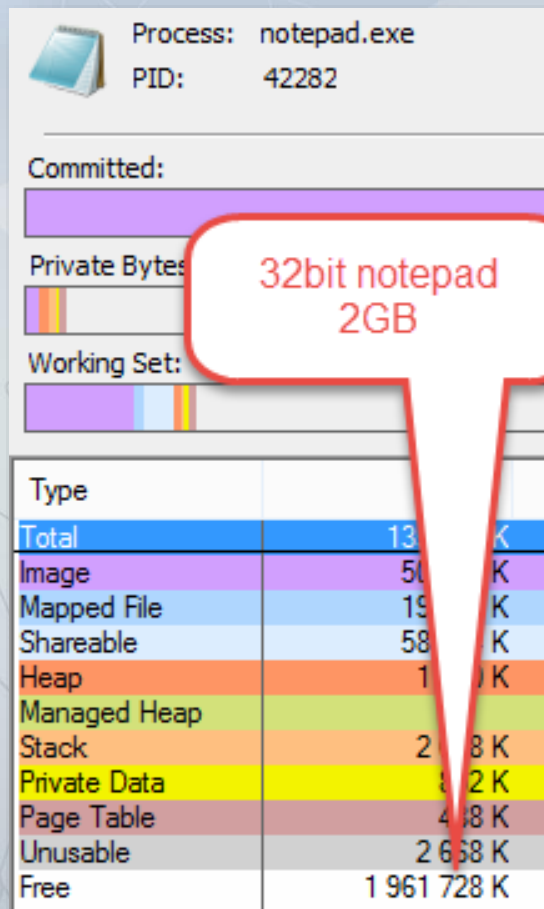 Process: notepad.exe
PID: 42282
Committed:
Private Bytes
32bit notepad
2GB
Working Set:
Type
Total K
Image K
Mapped File K
Shareable K
Heap K
Managed Heap
Stack K
Private Data K
Page Table K
Unusable K
Free 1 961 728 K